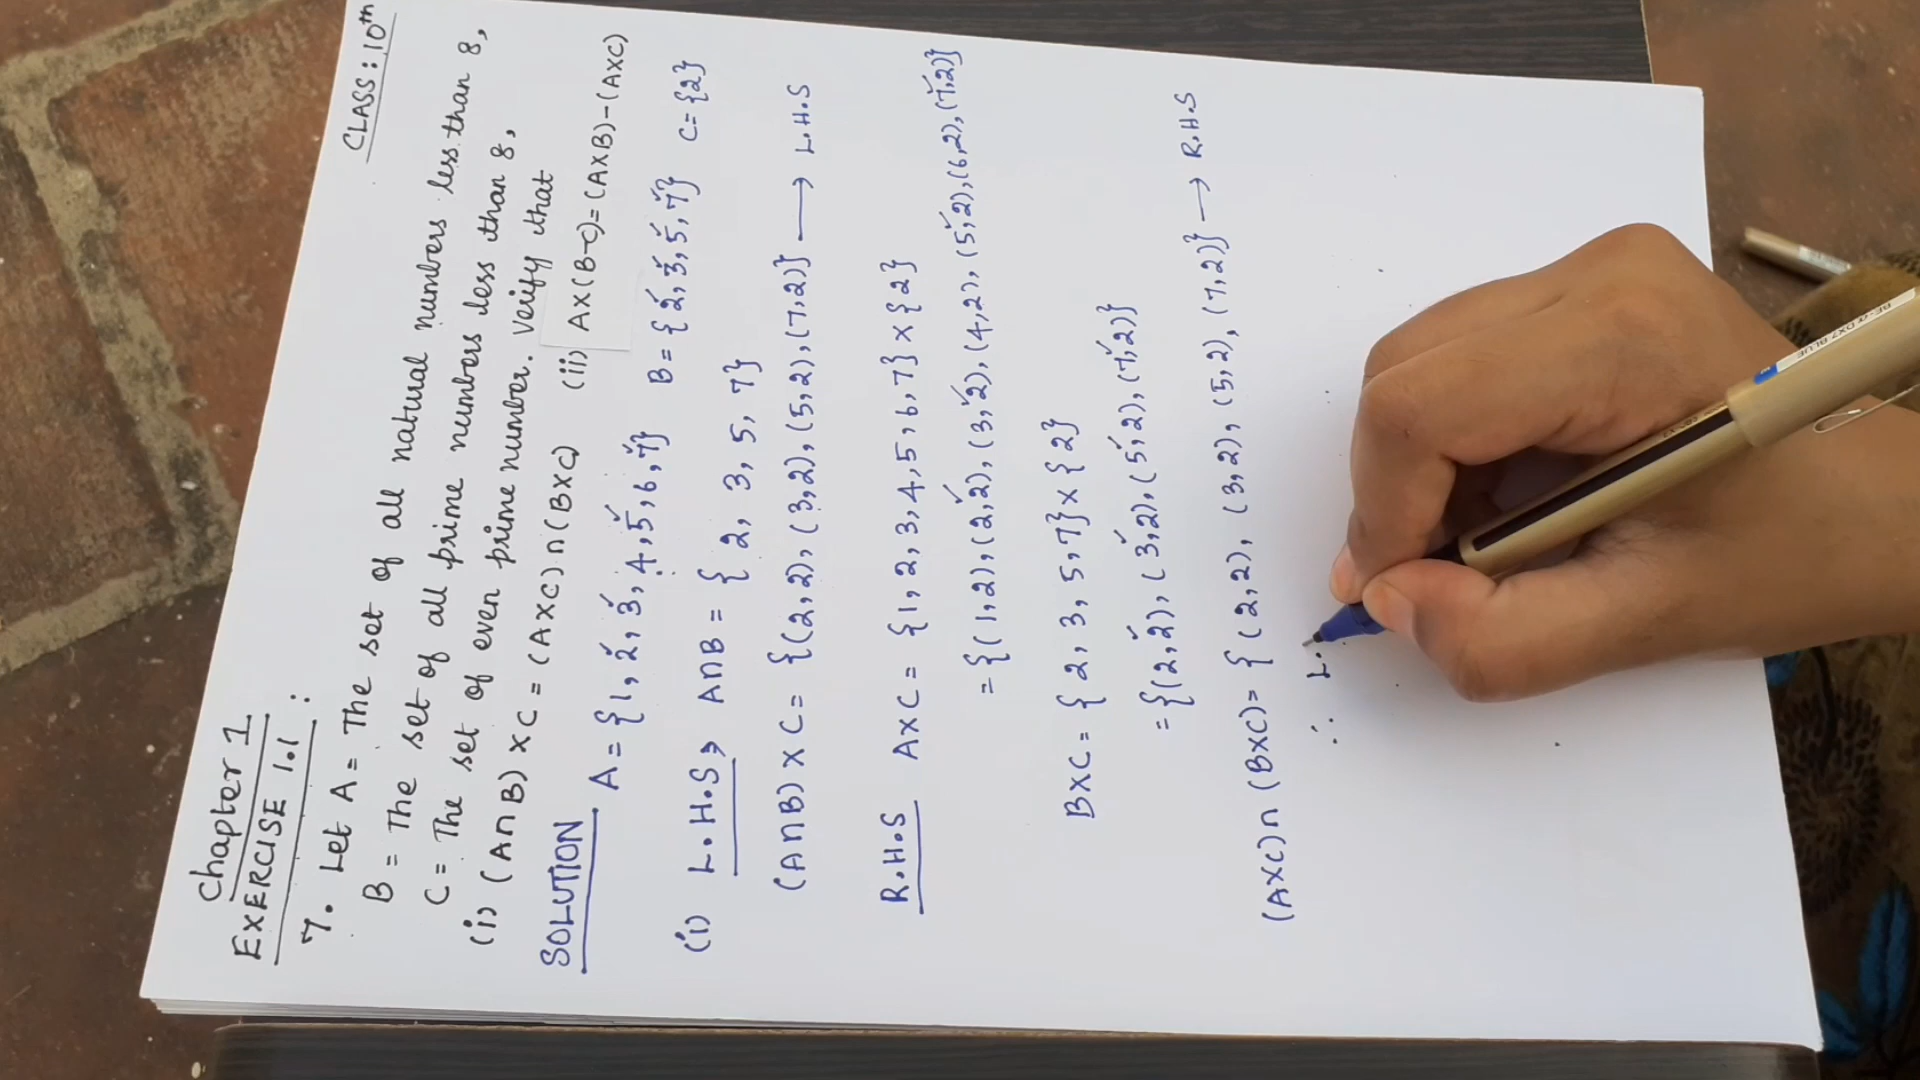 CLASS: 10th
Chapter 1
EXERCISE 1.1 :
7. Let A = The set of all natural numbers less than 8,
B = The set of all prime numbers less than 8,
C = The set of even prime number. Verify that
(i) (A∩B) × C = (A×C) ∩ (B×C) (ii) A×(B-C) = (A×B) - (A×C)
SOLUTION
A = {1, 2, 3, 4, 5, 6, 7} B = {2, 3, 5, 7} C = {2}
(i) L.H.S, A∩B = { 2, 3, 5, 7}
(A∩B) × C = {(2,2), (3,2), (5,2), (7,2)} → L.H.S
R.H.S A×C = {1, 2, 3, 4, 5, 6, 7} × {2}
= {(1,2), (2,2), (3,2), (4,2), (5,2), (6,2), (7,2)}
B×C = { 2, 3, 5, 7} × {2}
= {(2,2), (3,2), (5,2), (7,2)}
(A×C) ∩ (B×C) = { (2,2), (3,2), (5,2), (7,2)} → R.H.S
∴ L.